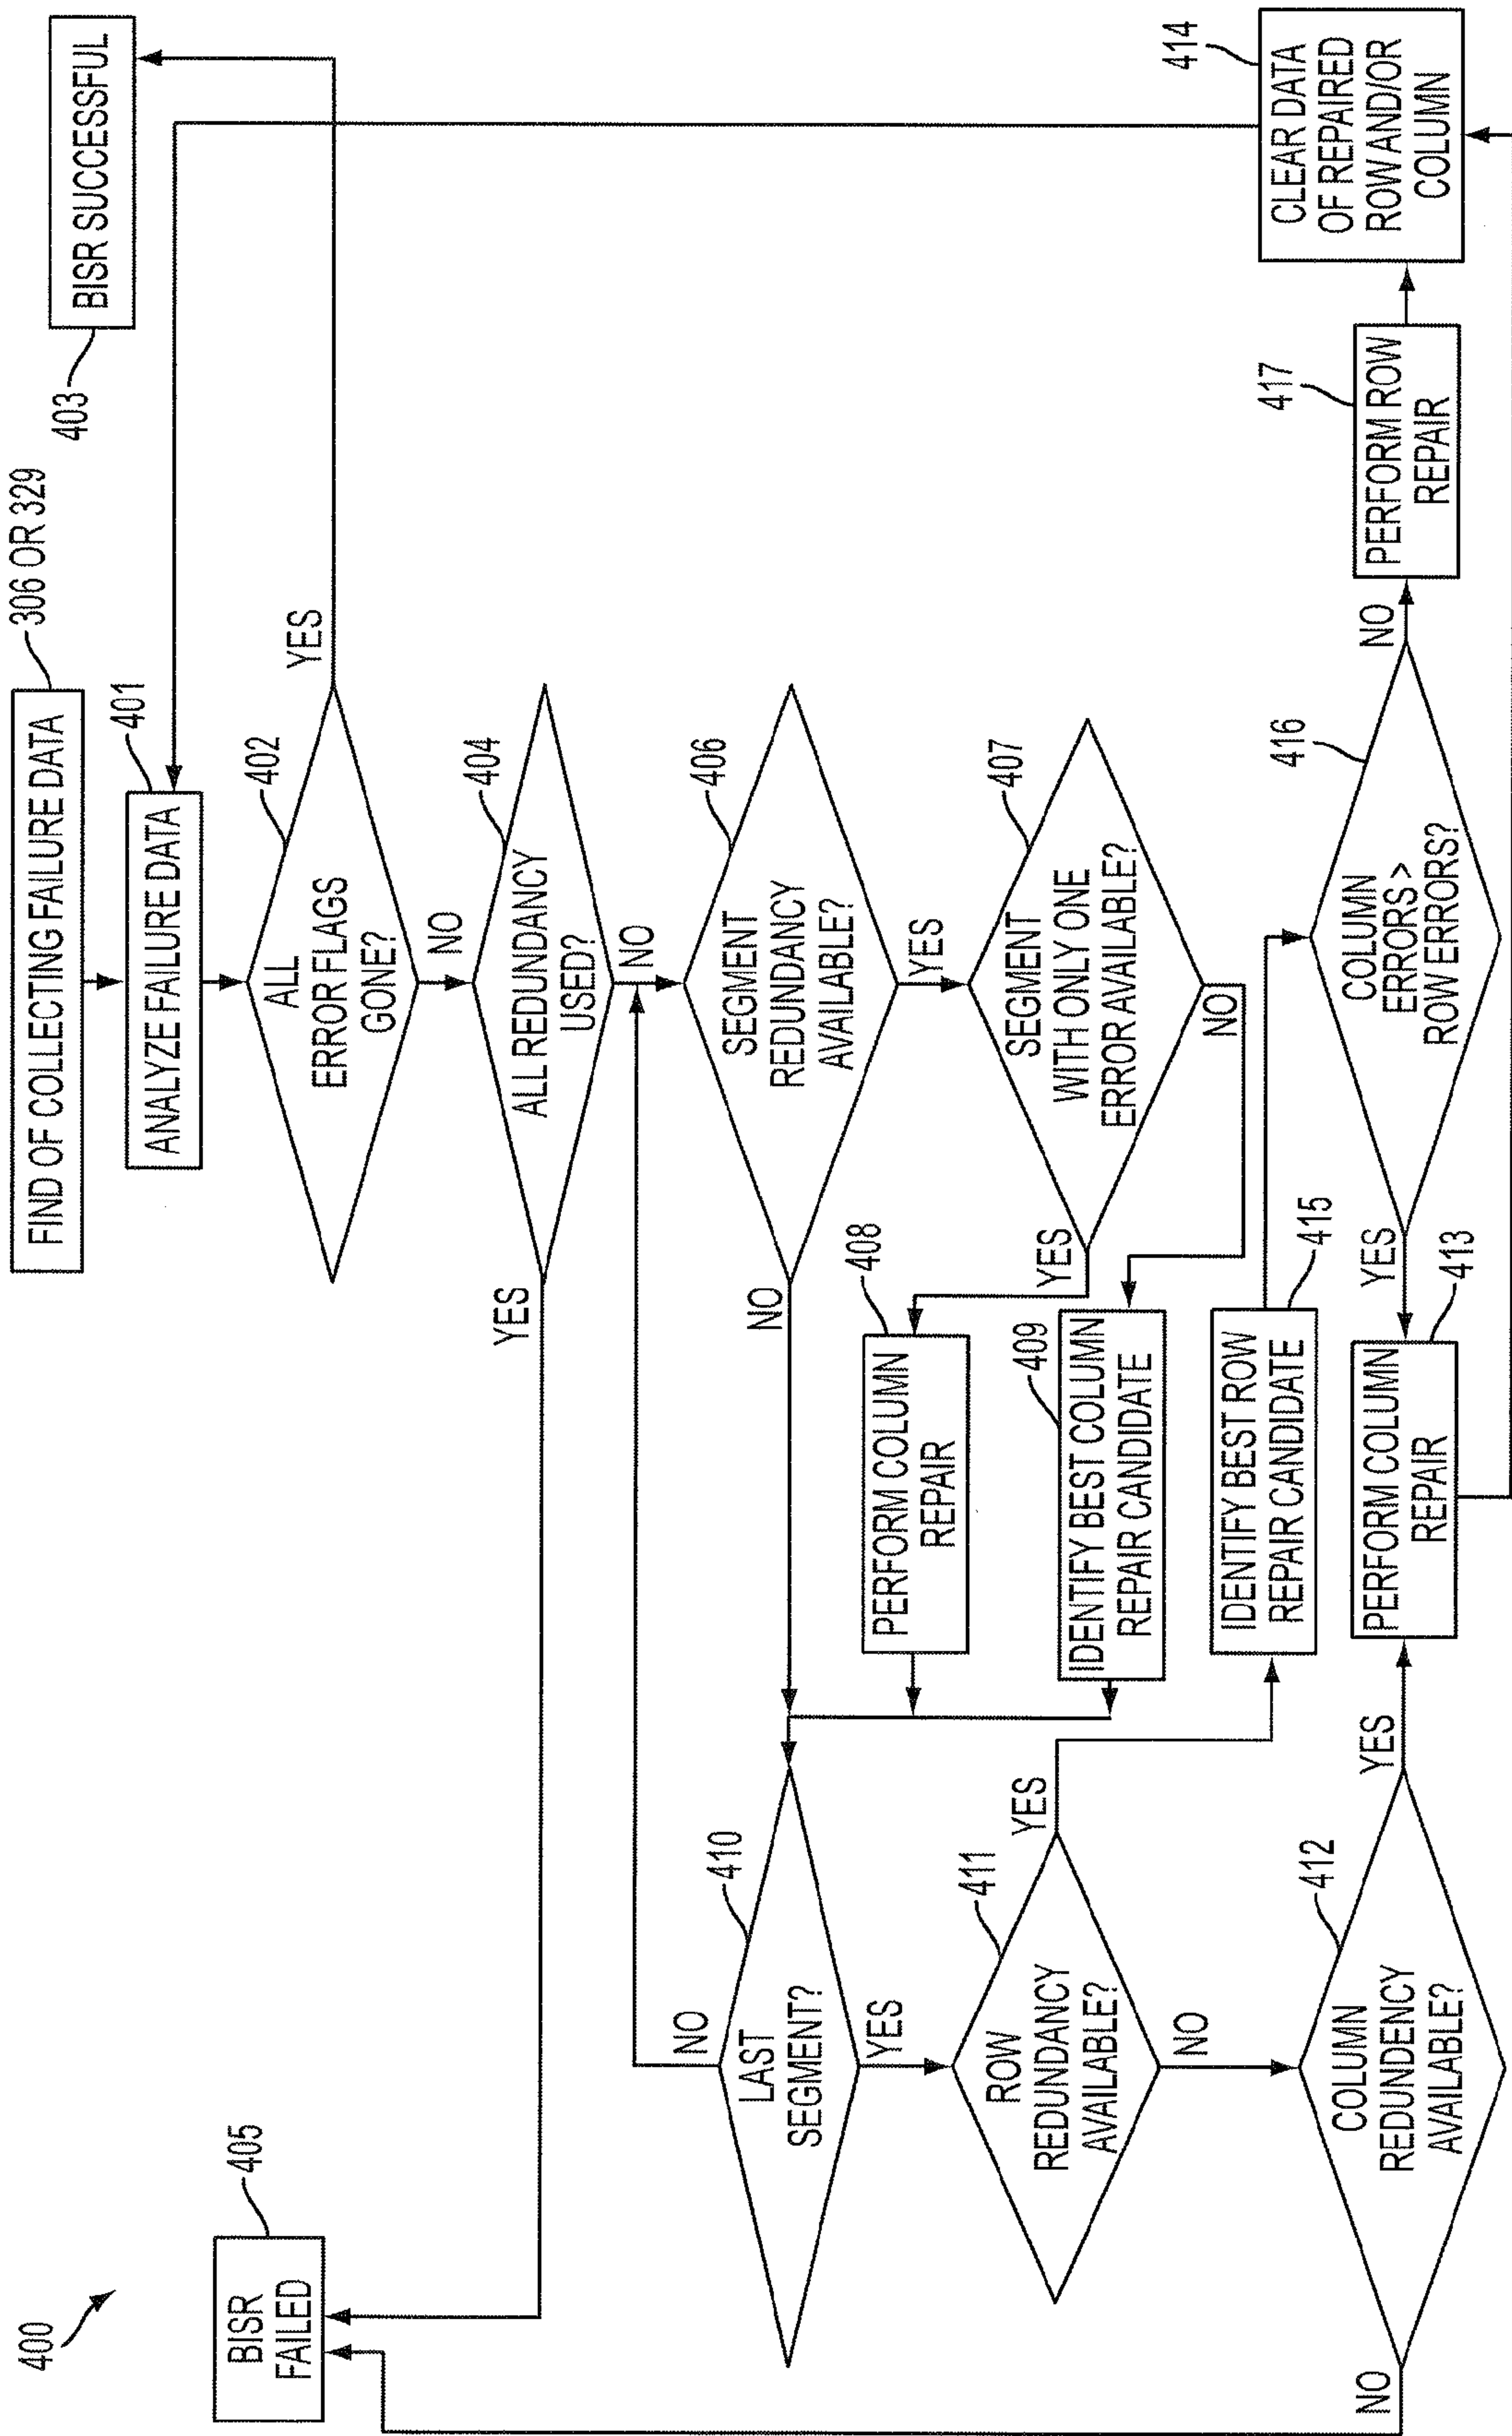 400
FIND OF COLLECTING FAILURE DATA
306 OR 329
ANALYZE FAILURE DATA
401
ALL
ERROR FLAGS
GONE?
402
YES
NO
BISR SUCCESSFUL
403
ALL REDUNDANCY
USED?
404
YES
NO
BISR
FAILED
405
SEGMENT
REDUNDANCY
AVAILABLE?
406
NO
YES
SEGMENT
WITH ONLY ONE
ERROR AVAILABLE?
407
YES
NO
PERFORM COLUMN
REPAIR
408
IDENTIFY BEST COLUMN
REPAIR CANDIDATE
409
LAST
SEGMENT?
410
NO
YES
ROW
REDUNDANCY
AVAILABLE?
411
YES
NO
COLUMN
REDUNDENCY
AVAILABLE?
412
NO
YES
IDENTIFY BEST ROW
REPAIR CANDIDATE
415
PERFORM COLUMN
REPAIR
413
COLUMN
ERRORS >
ROW ERRORS?
416
YES
NO
PERFORM ROW
REPAIR
417
CLEAR DATA
OF REPAIRED
ROW AND/OR
COLUMN
414